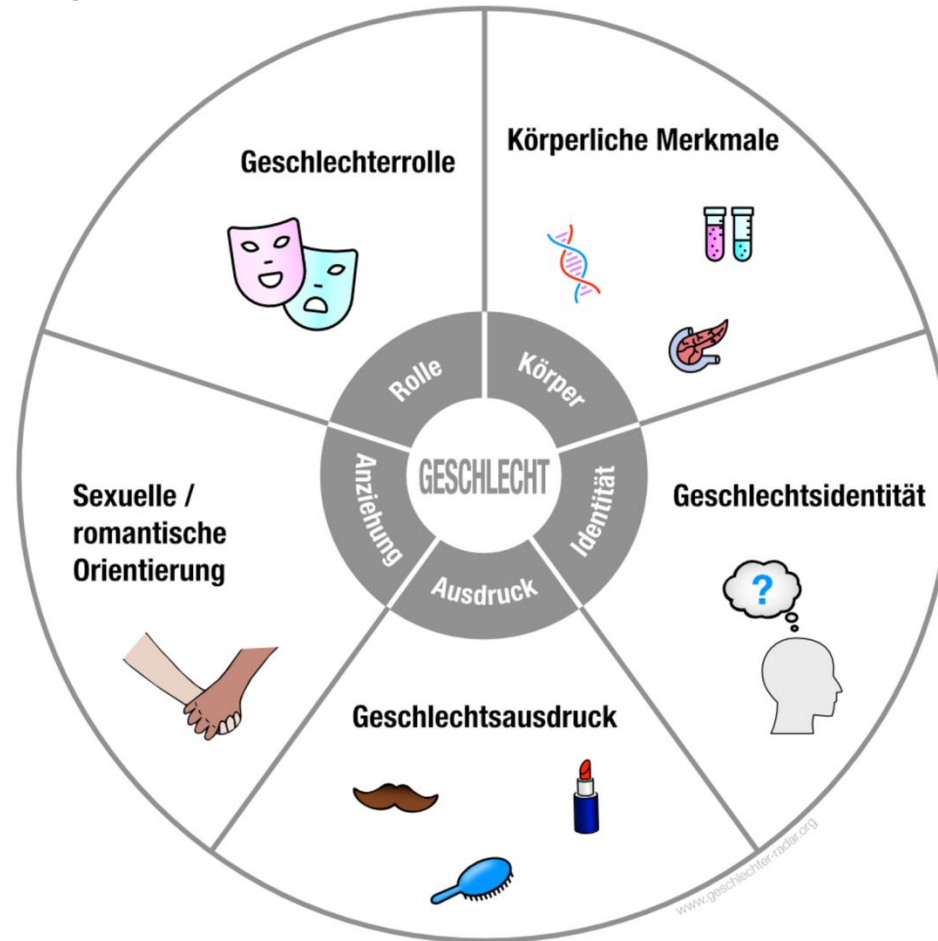 Geschlechterrolle
Körperliche Merkmale
Rolle
Körper
GESCHLECHT
Anziehung
Identität
Ausdruck
Sexuelle /
romantische
Orientierung
Geschlechtsidentität
?
Geschlechtsausdruck
www.geschlechter-radar.org